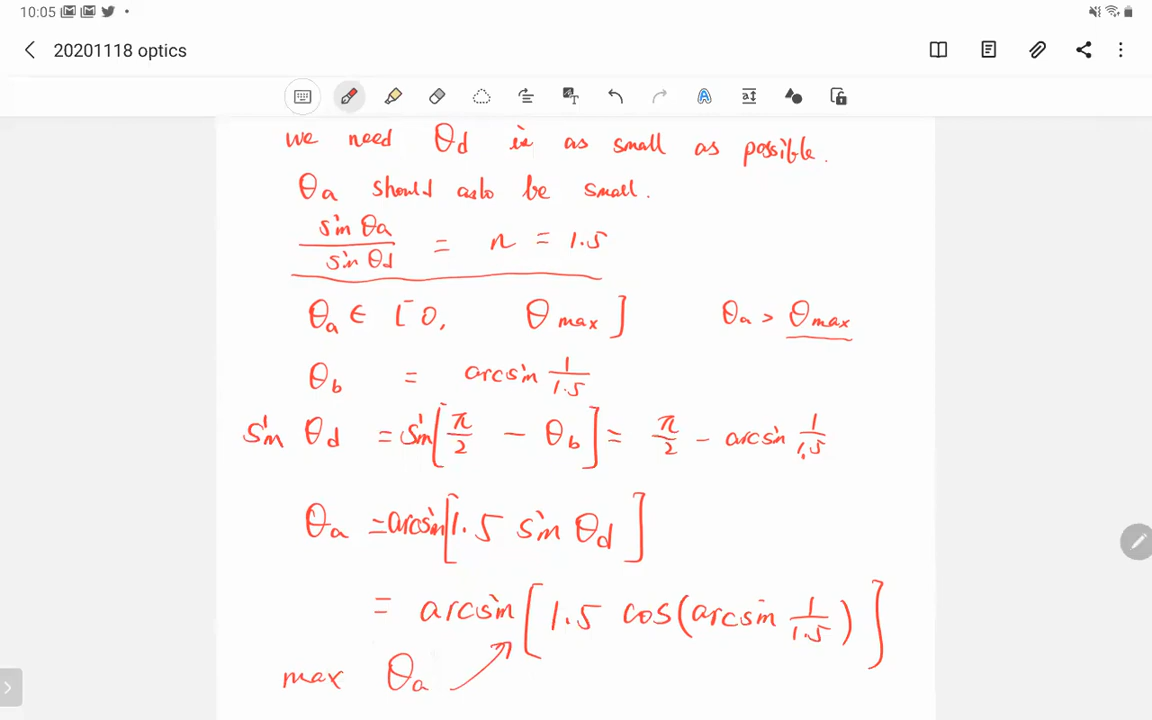 10:05
20201118 optics
we need θd is as small as possible.
θa should aslo be small.
sin θa / sin θd = n = 1.5
θa ∈ [0, θmax] θa > θmax
θb = arcsin 1/1.5
sin θd = sin[π/2 - θb] = π/2 - arcsin 1/1.5
θa = arcsin[1.5 sin θd]
= arcsin[1.5 cos(arcsin 1/1.5)]
max θa